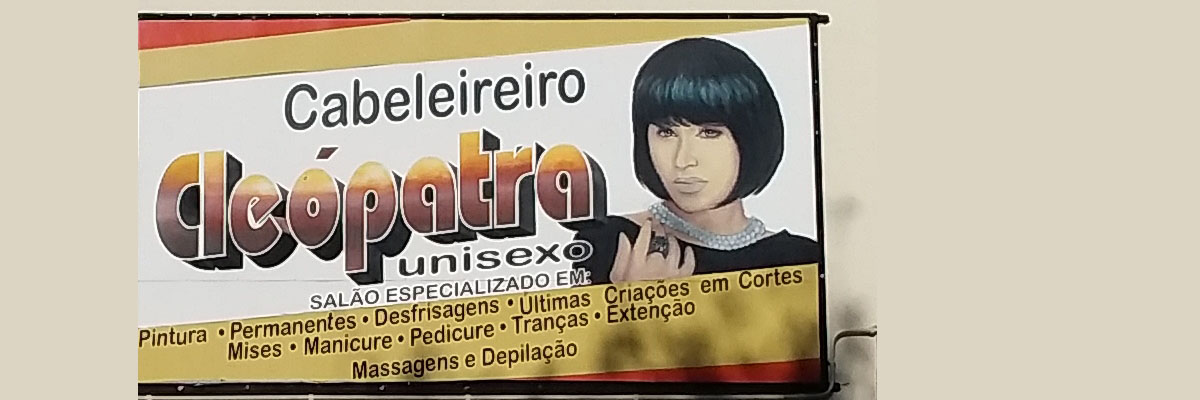 Cabeleireiro
Cleópatra
unisexo
SALÃO ESPECIALIZADO EM:
Pintura • Permanentes • Desfrisagens • Ultimas Criações em Cortes
Mises • Manicure • Pedicure • Tranças • Extenção
Massagens e Depilação